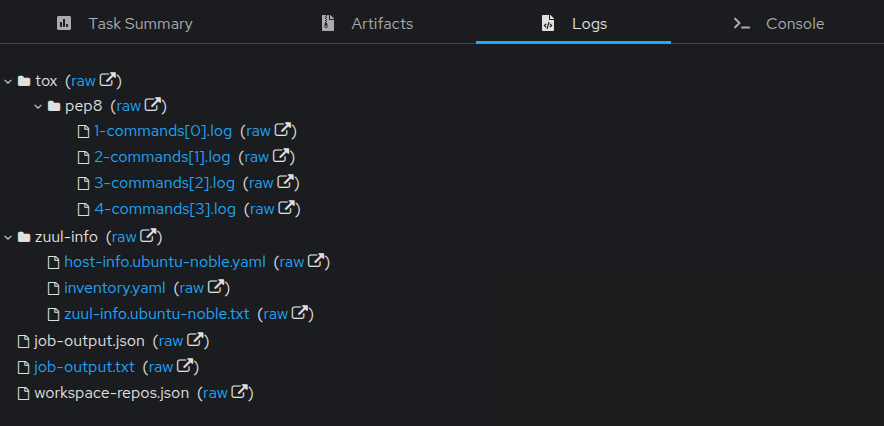 Task Summary Artifacts Logs Console
tox (raw)
pep8 (raw)
1-commands[0].log (raw)
2-commands[1].log (raw)
3-commands[2].log (raw)
4-commands[3].log (raw)
zuul-info (raw)
host-info.ubuntu-noble.yaml (raw)
inventory.yaml (raw)
zuul-info.ubuntu-noble.txt (raw)
job-output.json (raw)
job-output.txt (raw)
workspace-repos.json (raw)